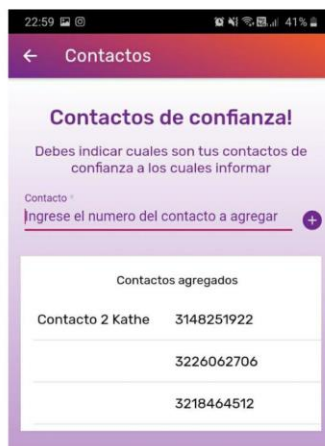 22:59 41%
Contactos
Contactos de confianza!
Debes indicar cuales son tus contactos de
confianza a los cuales informar
Contacto *
Ingrese el numero del contacto a agregar
Contactos agregados
Contacto 2 Kathe 3148251922
3226062706
3218464512